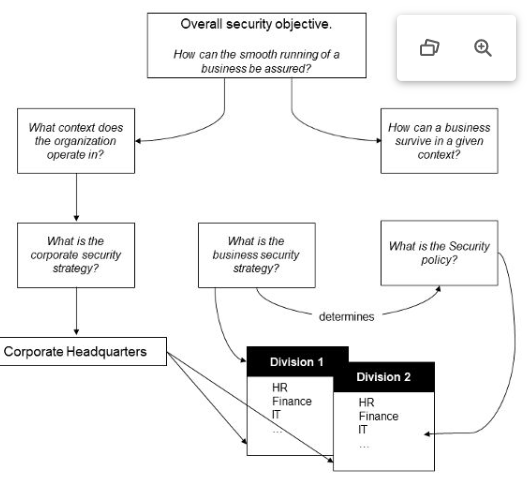 Overall security objective.
How can the smooth running of a
business be assured?
What context does
the organization
operate in?
How can a business
survive in a given
context?
What is the
corporate security
strategy?
What is the
business security
strategy?
What is the Security
policy?
determines
Corporate Headquarters
Division 1
HR
Finance
IT
...
Division 2
HR
Finance
IT
...